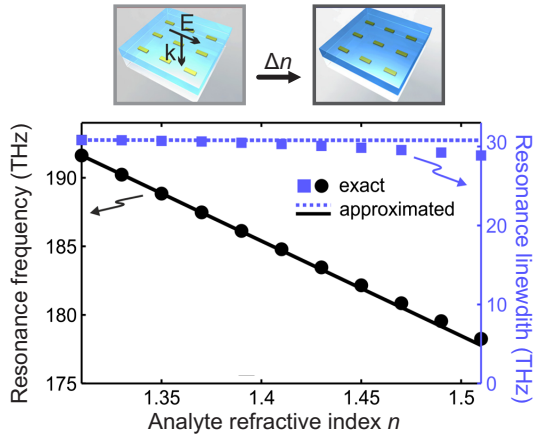 E
k
Δn
Resonance frequency (THz)
190
185
180
175
exact
approximated
30
20
10
0
Resonance linewdith (THz)
1.35
1.4
1.45
1.5
Analyte refractive index n